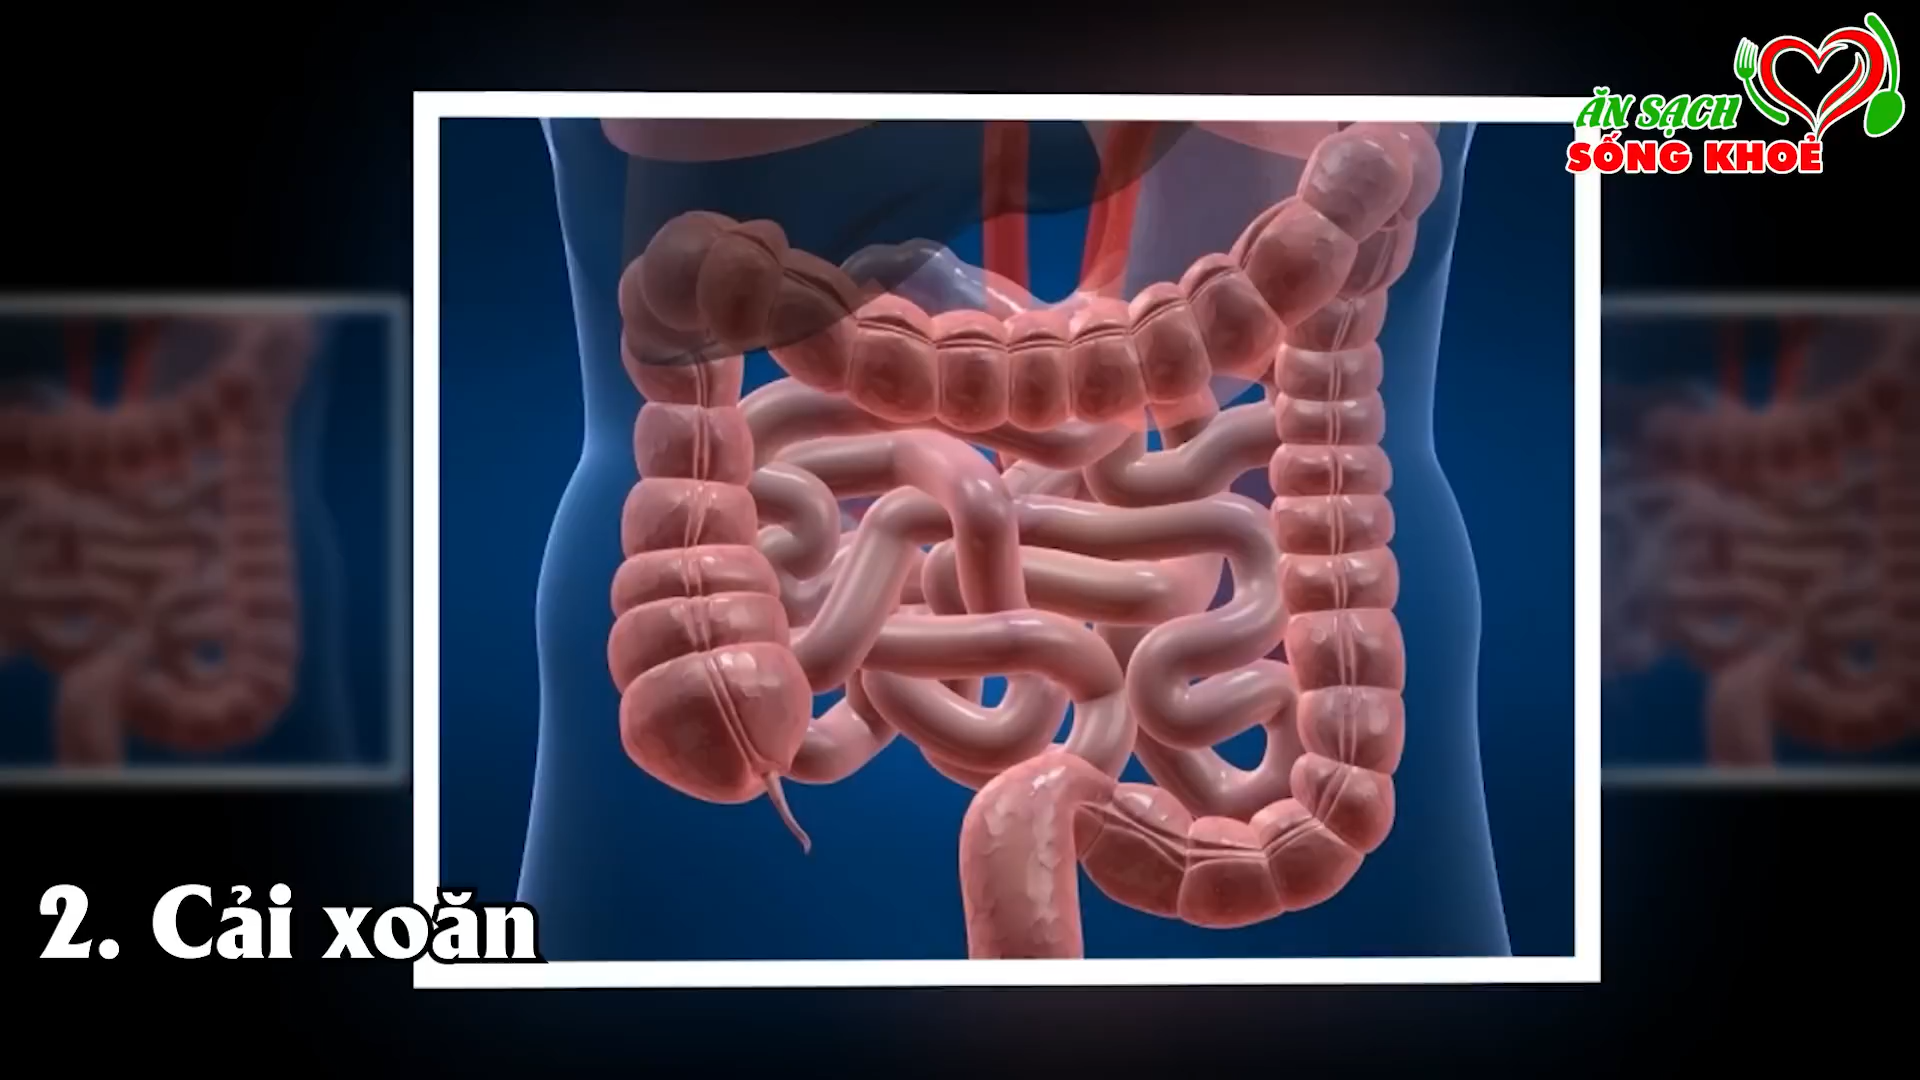 ĂN SẠCH
SỐNG KHOẺ
2. Cải xoăn